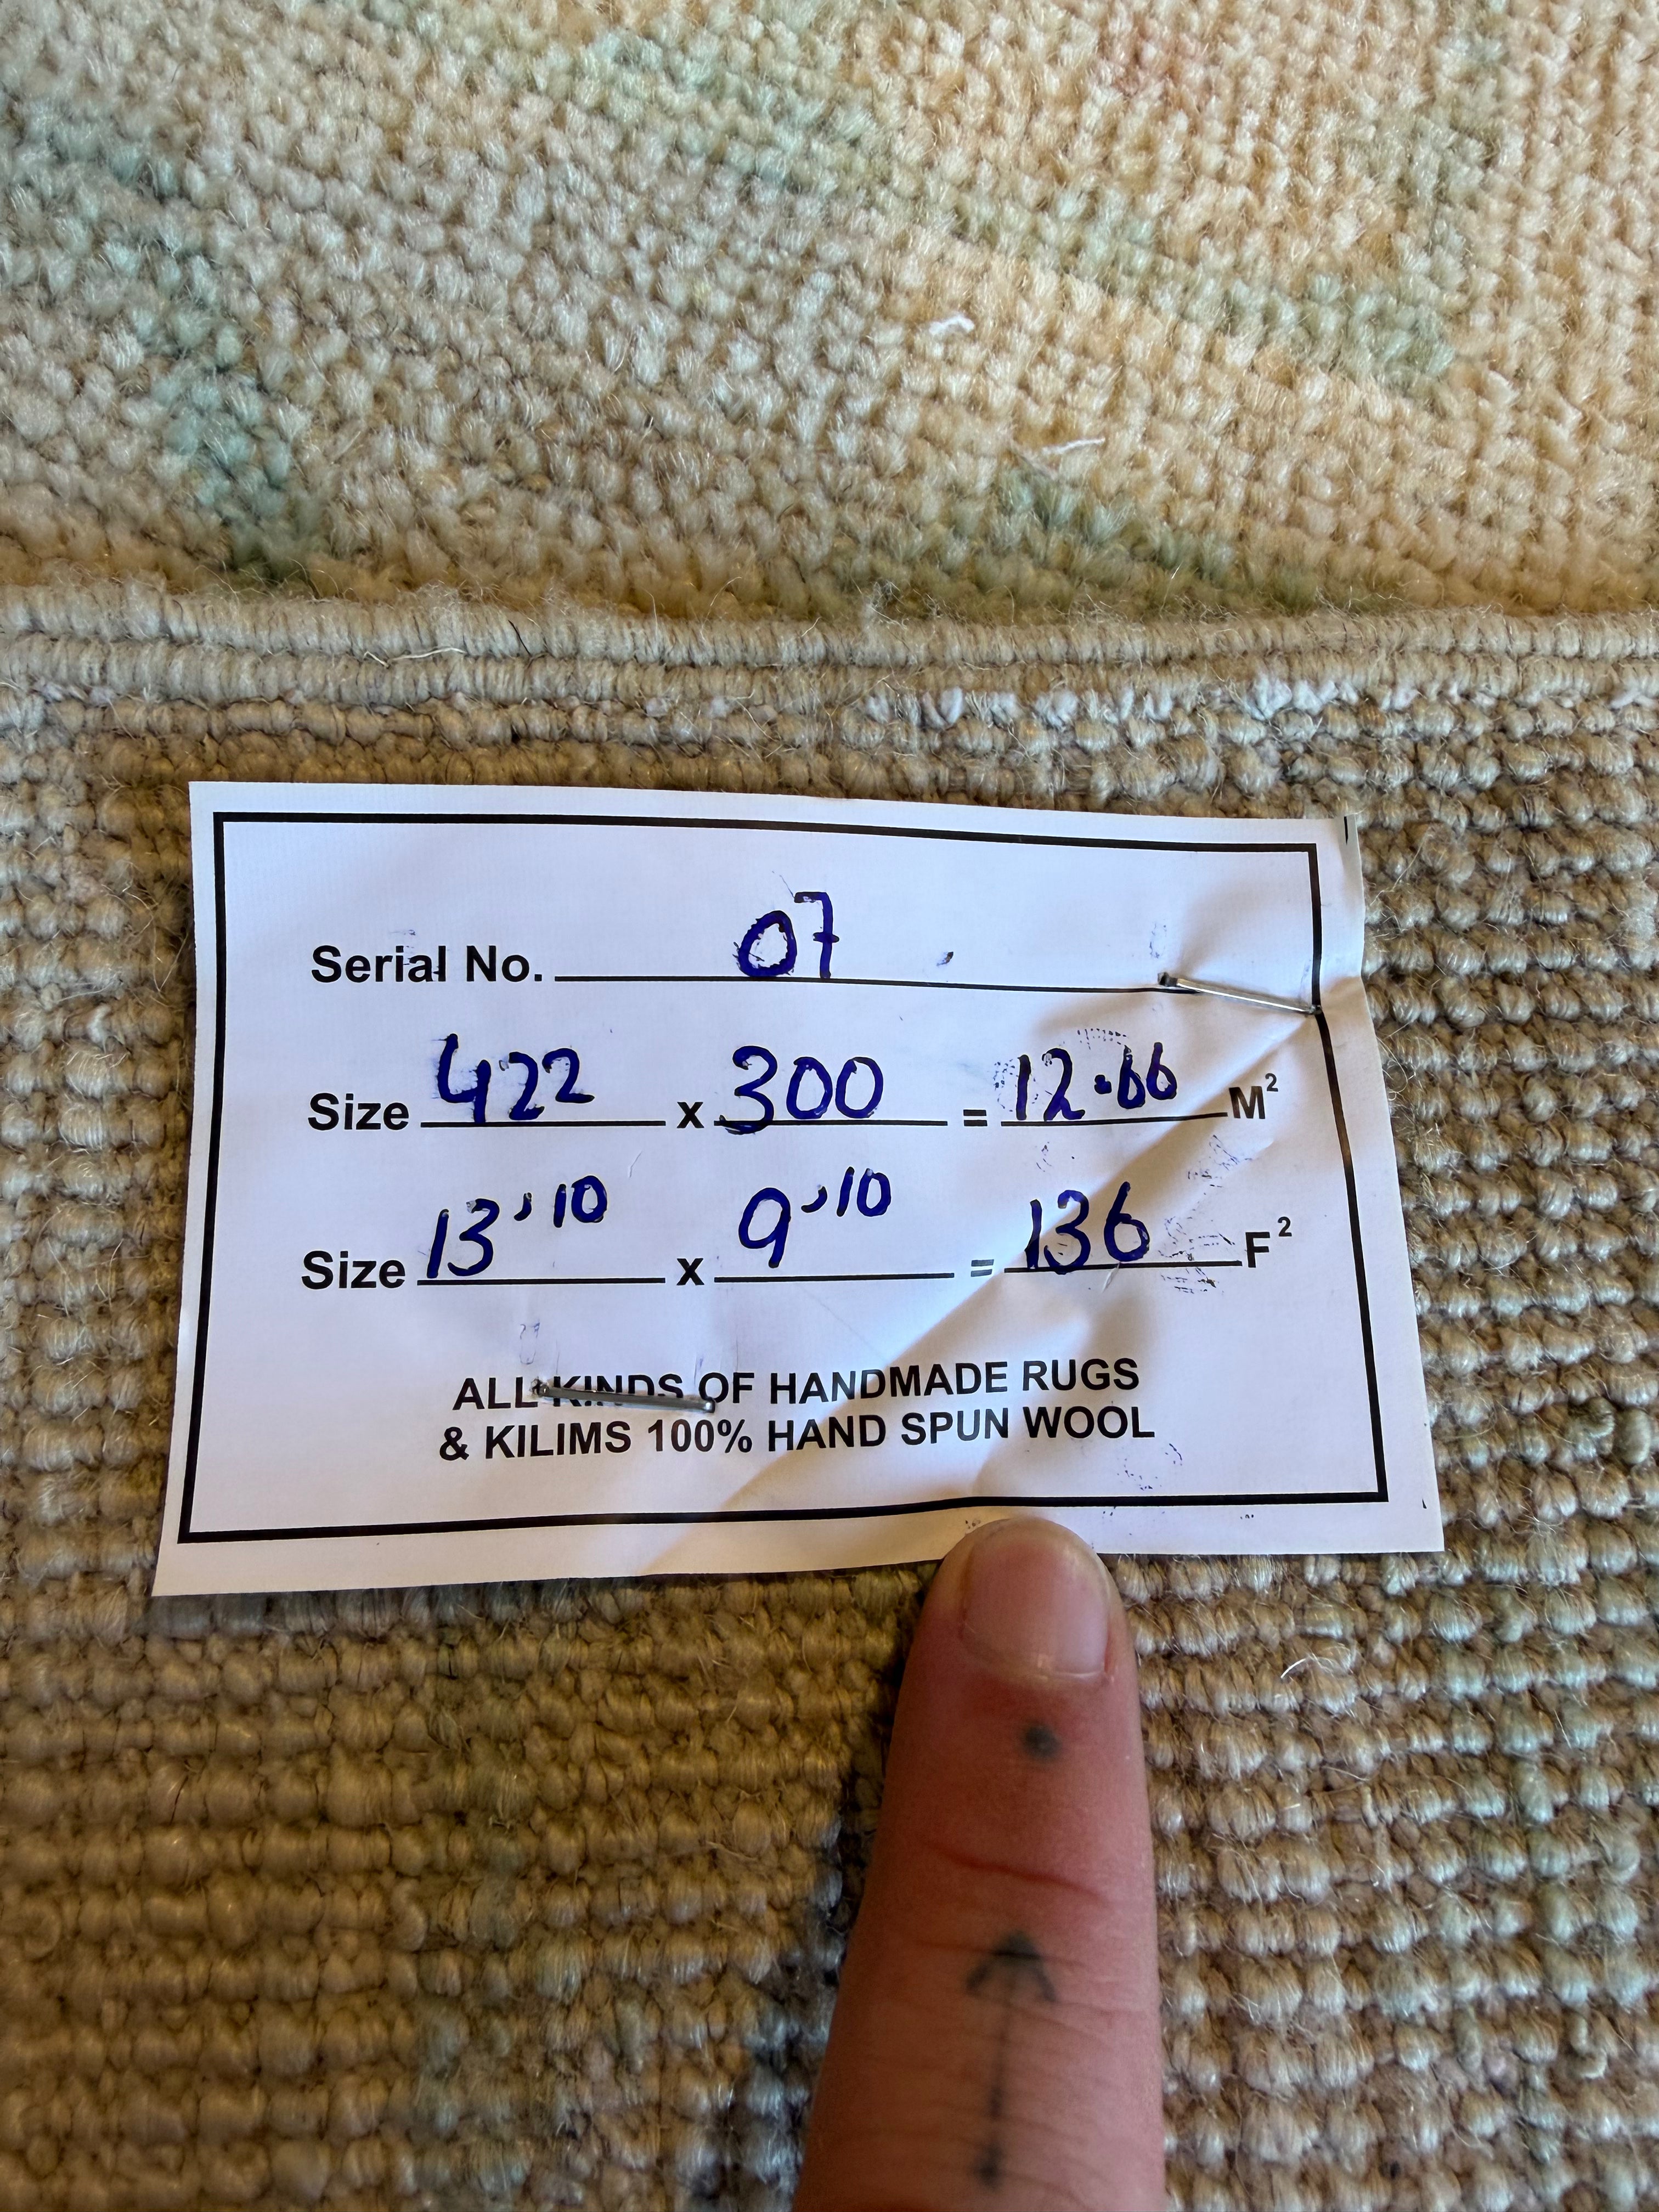 Serial No. 07
Size 422 x 300 = 12.66 M²
Size 13'10 x 9'10 = 136 F²
ALL KINDS OF HANDMADE RUGS
& KILIMS 100% HAND SPUN WOOL